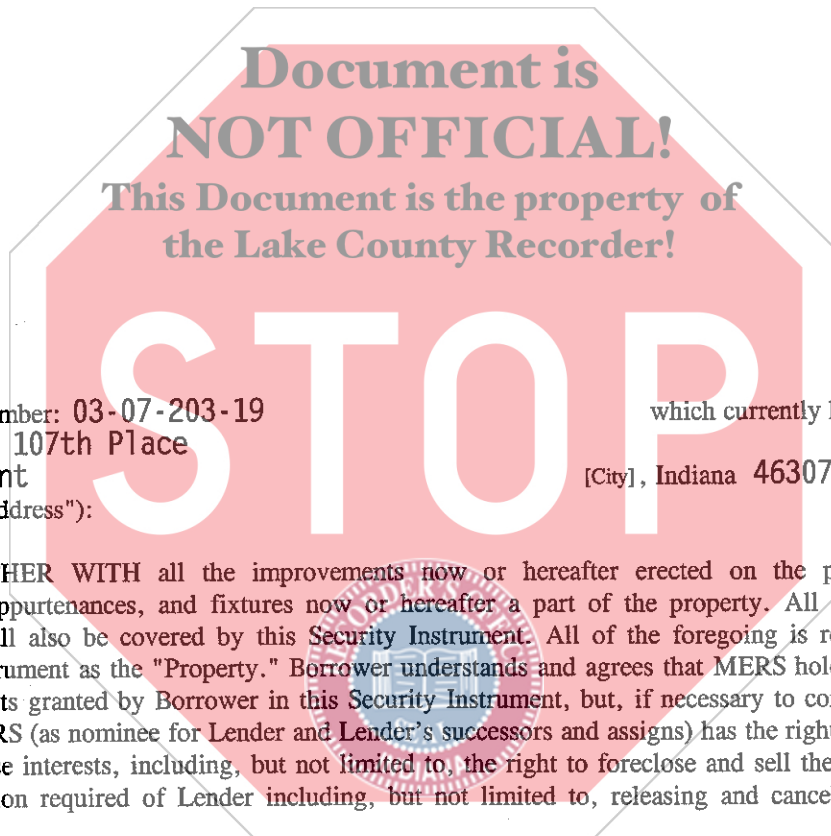 Document is
NOT OFFICIAL!
This Document is the property of
the Lake County Recorder!
STOP
mber: 03-07-203-19 which currently
107th Place
nt [City], Indiana 46307
ddress"):
HER WITH all the improvements now or hereafter erected on the p
ppurtenances, and fixtures now or hereafter a part of the property. All
ll also be covered by this Security Instrument. All of the foregoing is r
rument as the "Property." Borrower understands and agrees that MERS hol
ts granted by Borrower in this Security Instrument, but, if necessary to co
RS (as nominee for Lender and Lender's successors and assigns) has the right
e interests, including, but not limited to, the right to foreclose and sell the
on required of Lender including, but not limited to, releasing and cance